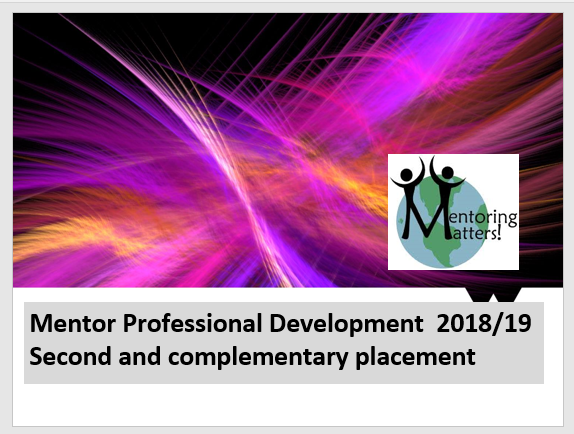 Mentoring
Matters!
Mentor Professional Development 2018/19
Second and complementary placement